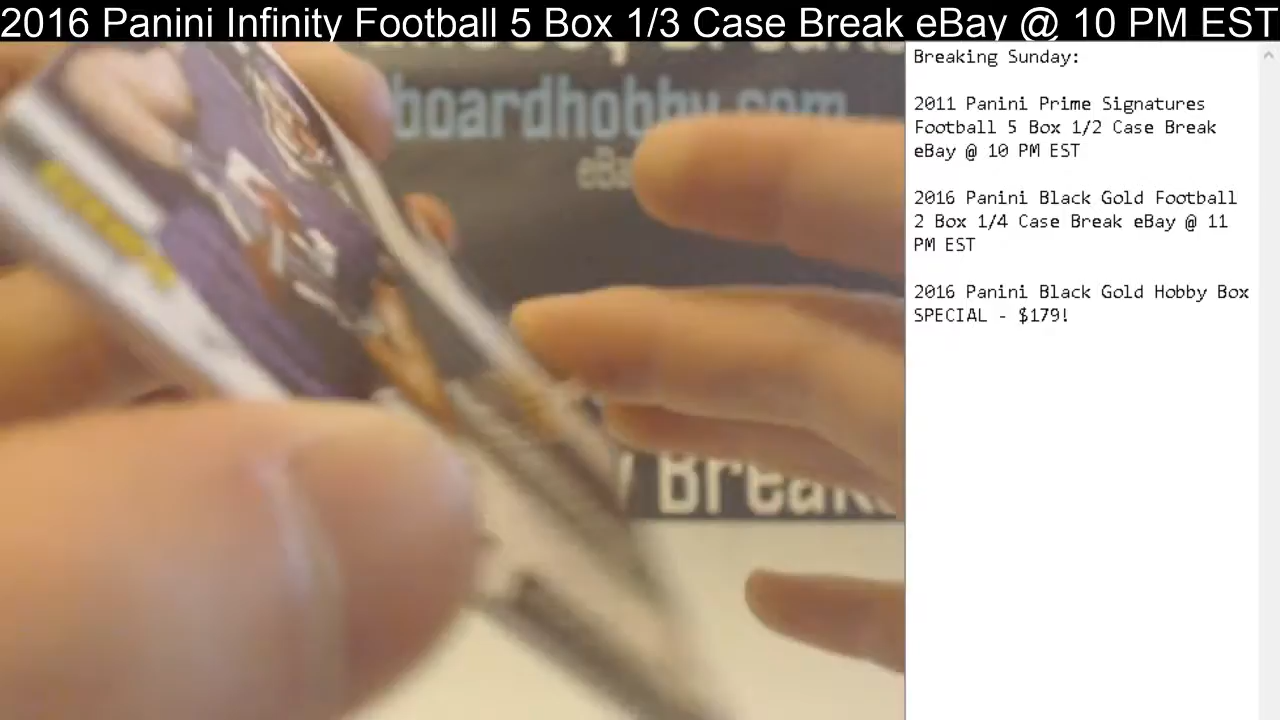 2016 Panini Infinity Football 5 Box 1/3 Case Break eBay @ 10 PM EST
Breaking Sunday:
2011 Panini Prime Signatures
Football 5 Box 1/2 Case Break
eBay @ 10 PM EST
2016 Panini Black Gold Football
2 Box 1/4 Case Break eBay @ 11
PM EST
2016 Panini Black Gold Hobby Box
SPECIAL - $179!
boardhobby.com